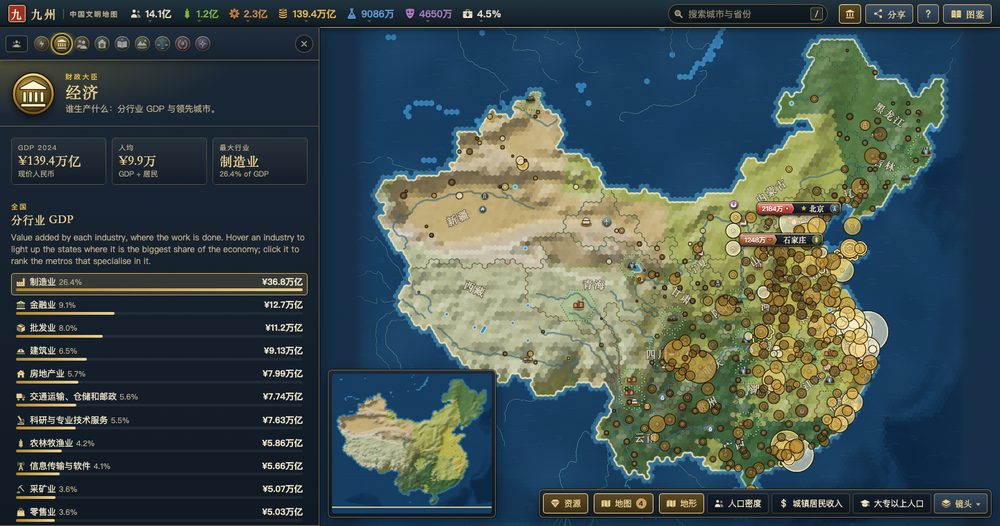 九 九州 中国文明地图 14.1亿 1.2亿 2.3亿 139.4万亿 9086万 4650万 4.5%
搜索城市与省份 /
分享 ? 图鉴
财政大臣
经济
谁生产什么：分行业 GDP 与领先城市。
GDP 2024
¥139.4万亿
现价人民币
人均
¥9.9万
GDP ÷ 居民
最大行业
制造业
26.4% of GDP
全国
分行业 GDP
Value added by each industry, where the work is done. Hover an industry to
light up the states where it is the biggest share of the economy; click it to
rank the metros that specialise in it.
制造业 26.4% ¥36.8万亿
金融业 9.1% ¥12.7万亿
批发业 8.0% ¥11.2万亿
建筑业 6.5% ¥9.13万亿
房地产业 5.7% ¥7.99万亿
交通运输、仓储和邮政 5.6% ¥7.74万亿
科研与专业技术服务 5.5% ¥7.63万亿
农林牧渔业 4.2% ¥5.86万亿
信息传输与软件 4.1% ¥5.66万亿
采矿业 3.6% ¥5.07万亿
零售业 3.6% ¥5.03万亿
黑龙江
吉林
内蒙古
2184万 北京
1248万 石家庄
新疆
西藏
青海
甘肃
四川
资源 地图 4 地形 人口密度 $ 城镇居民收入 大专以上人口 镜头